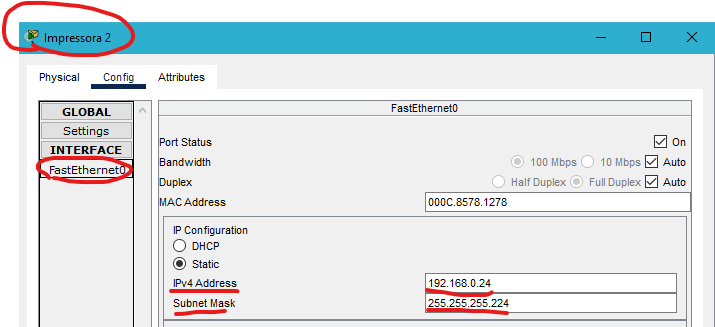 Impressora 2
Physical Config Attributes
GLOBAL
Settings
INTERFACE
FastEthernet0
FastEthernet0
Port Status On
Bandwidth 100 Mbps 10 Mbps Auto
Duplex Half Duplex Full Duplex Auto
MAC Address 000C.8578.1278
IP Configuration
DHCP
Static
IPv4 Address 192.168.0.24
Subnet Mask 255.255.255.224